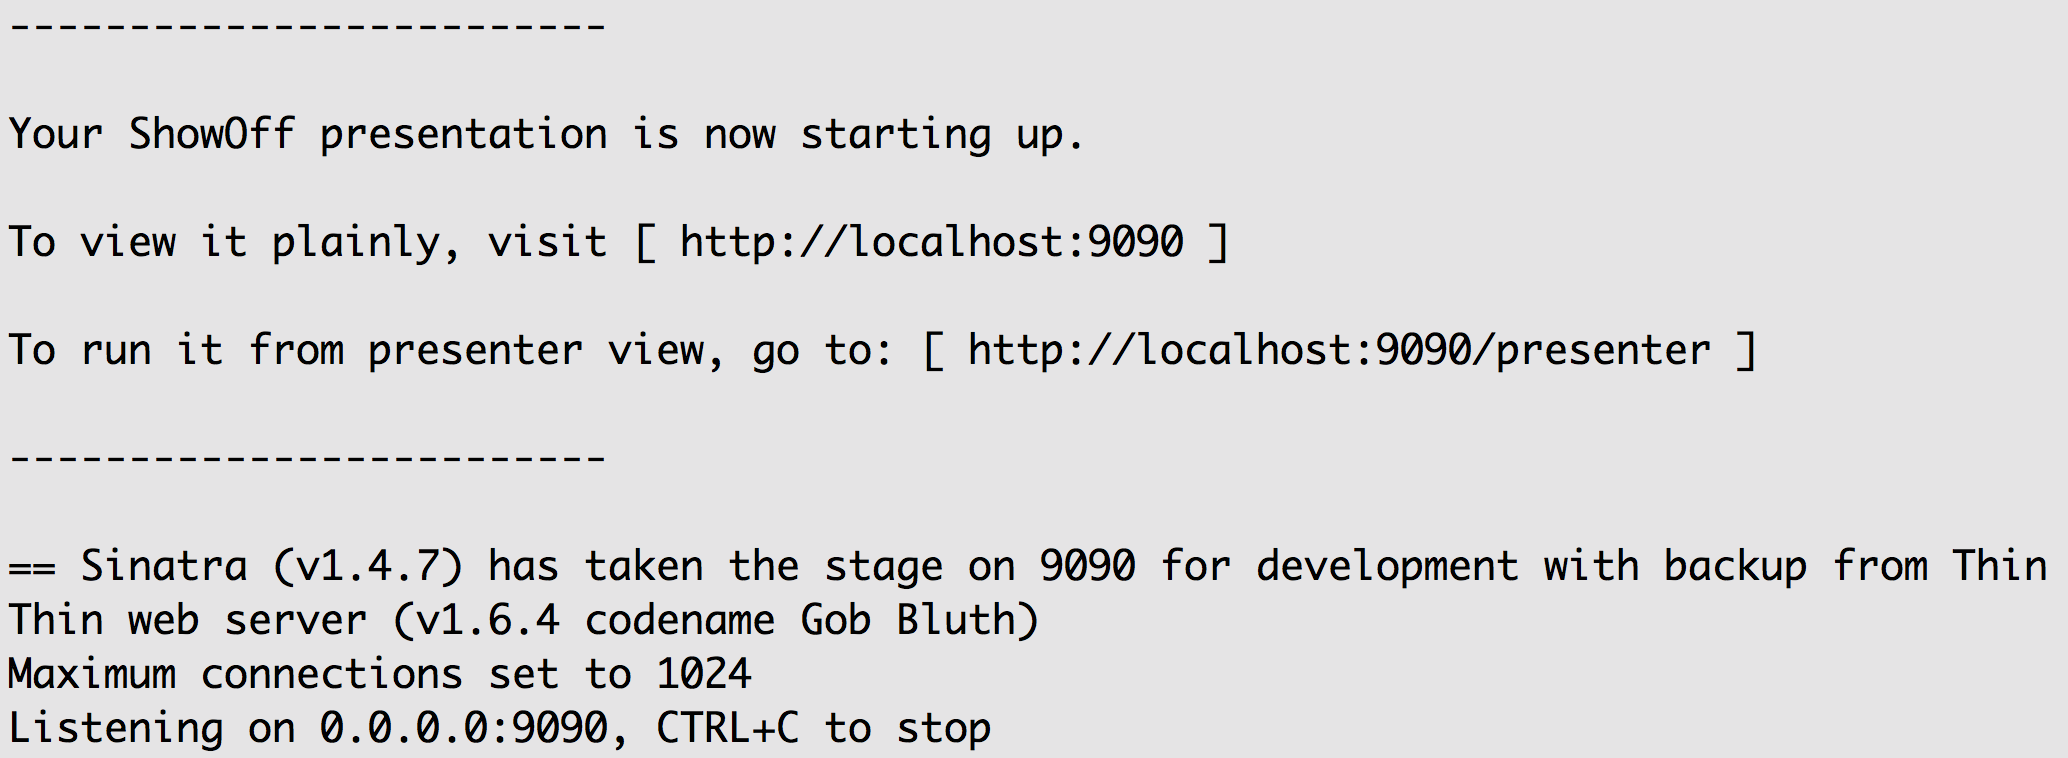 -------------------------
Your ShowOff presentation is now starting up.
To view it plainly, visit [ http://localhost:9090 ]
To run it from presenter view, go to: [ http://localhost:9090/presenter ]
-------------------------
== Sinatra (v1.4.7) has taken the stage on 9090 for development with backup from Thin
Thin web server (v1.6.4 codename Gob Bluth)
Maximum connections set to 1024
Listening on 0.0.0.0:9090, CTRL+C to stop